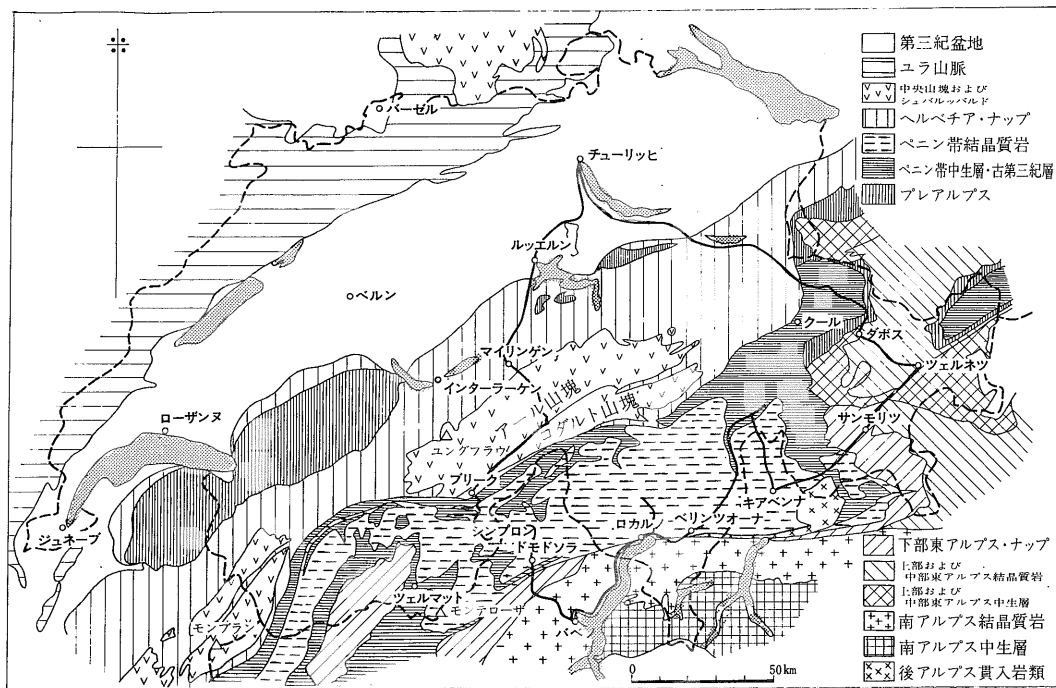 第三紀盆地
ユラ山脈
中央山塊および
シュバルツバルド
ヘルベチア・ナップ
ペニン帯結晶質岩
ペニン帯中生層・古第三紀層
プレアルプス
バーゼル
チューリッヒ
ルツェルン
ベルン
クール
ダボス
マイリンゲン
ツェルネツ
インターラーケン
アール山塊
ゴタルト山塊
サンモリツ
ローザンヌ
ユングフラウ
ブリーク
キアベンナ
シンプロン
ロカルノ
ベリンツオーナ
ドモドソラ
ジュネーブ
ツェルマット
モンテローザ
モンブラン
ババエノ
下部東アルプス・ナップ
上部および
中部東アルプス結晶質岩
上部および
中部東アルプス中生層
南アルプス結晶質岩
南アルプス中生層
後アルプス貫入岩類
0 50km